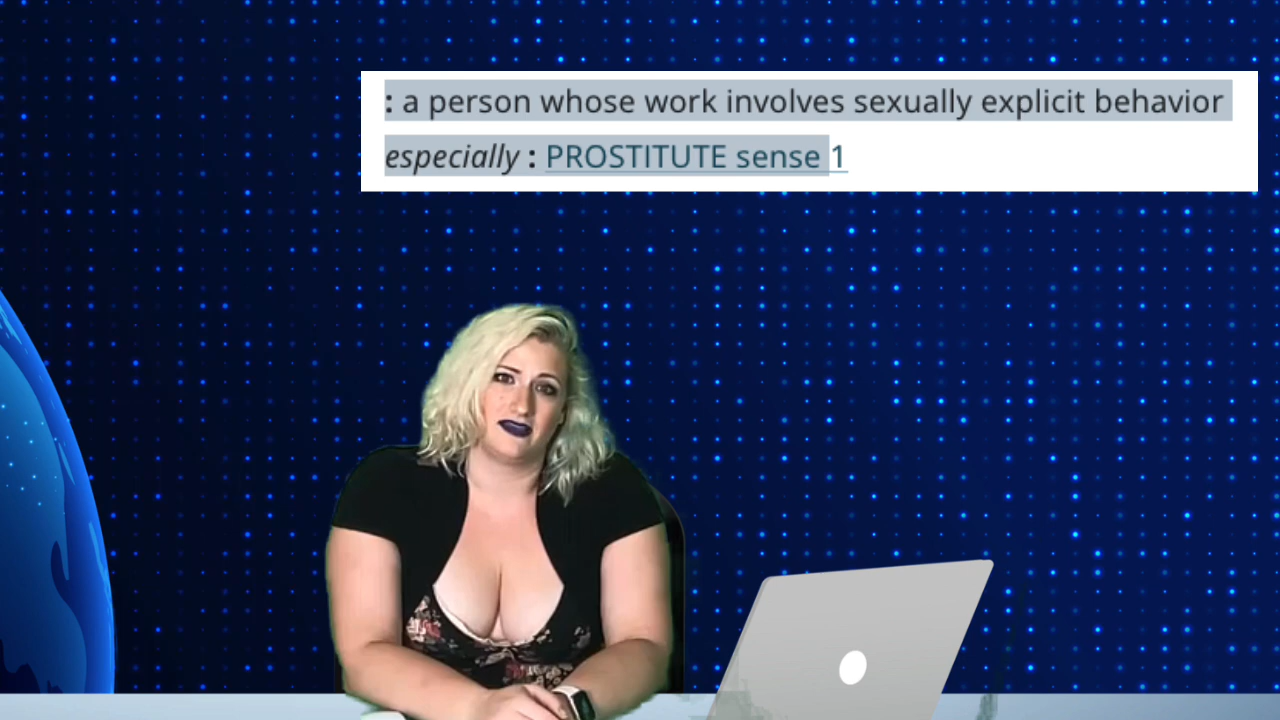 : a person whose work involves sexually explicit behavior
especially : PROSTITUTE sense 1